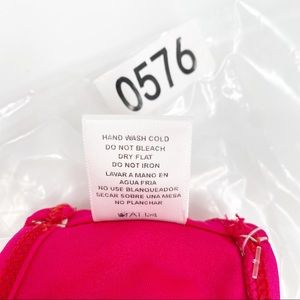 0576
HAND WASH COLD
DO NOT BLEACH
DRY FLAT
DO NOT IRON
LAVAR A MANO EN
AGUA FRIA
NO USE BLANQUEADOR
SECAR SOBRE UNA MESA
NO PLANCHAR